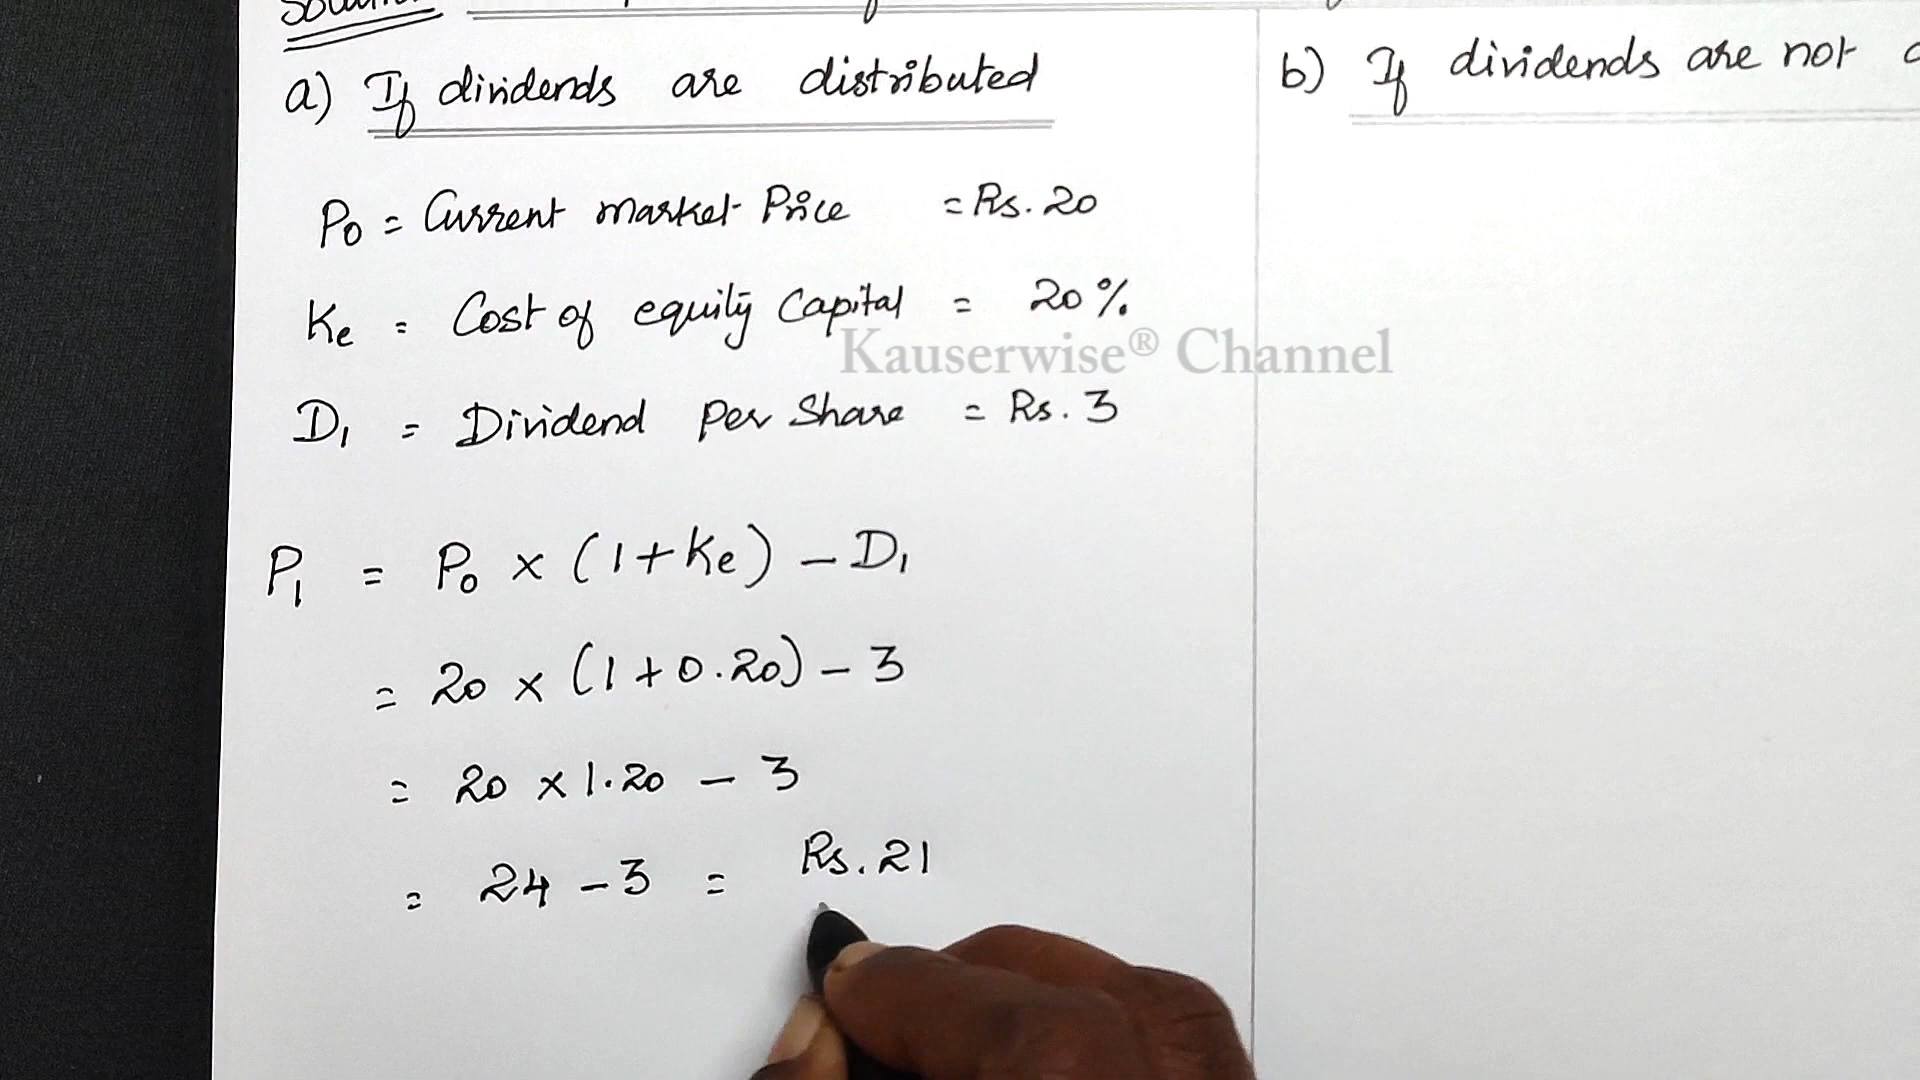 a) If dividends are distributed
P0 = Current market Price = Rs. 20
Ke = Cost of equity Capital = 20%
D1 = Dividend Per Share = Rs. 3
P1 = P0 × (1+Ke) – D1
= 20 × (1+0.20) – 3
= 20 × 1.20 – 3
= 24 – 3 = Rs. 21
b) If dividends are not
Kauserwise® Channel